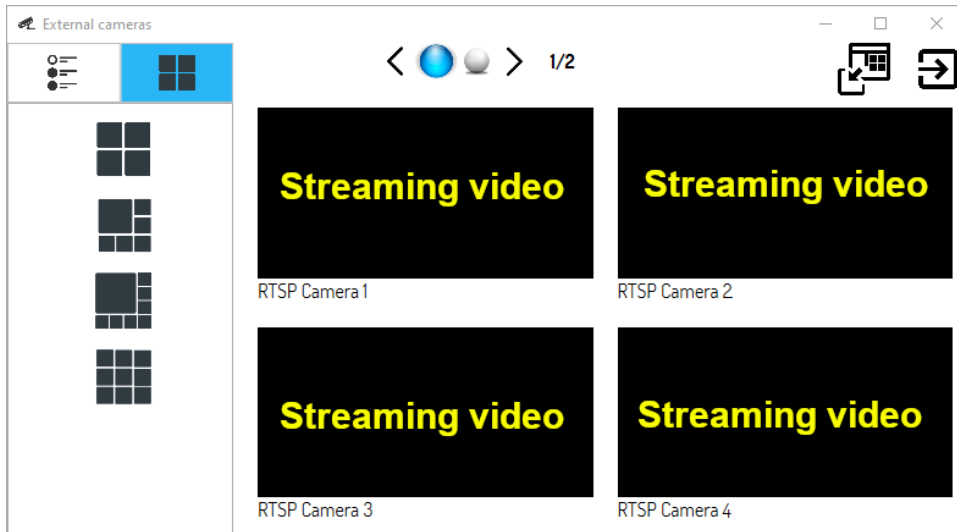 External cameras
1/2
Streaming video
Streaming video
RTSP Camera 1
RTSP Camera 2
Streaming video
Streaming video
RTSP Camera 3
RTSP Camera 4